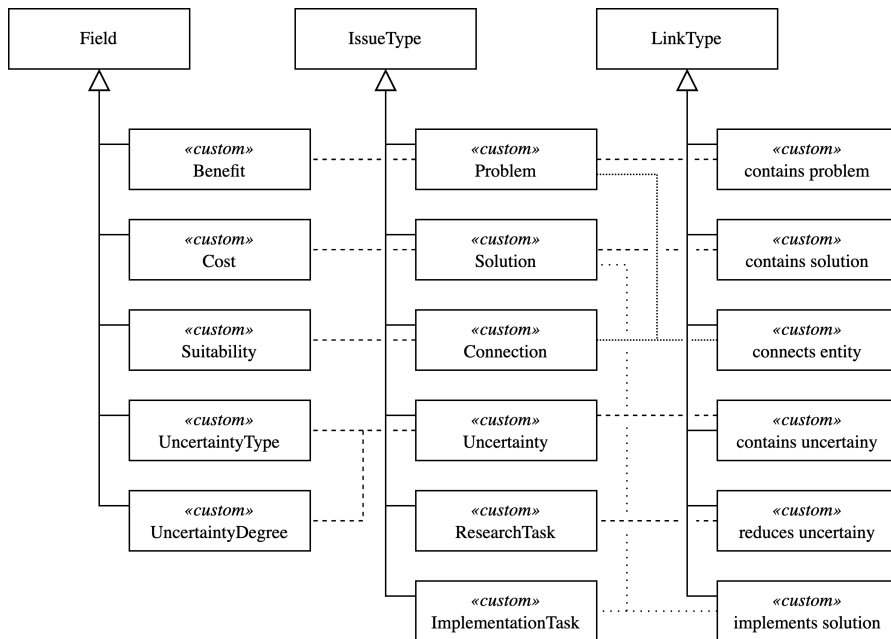 Field
IssueType
LinkType
«custom»
Benefit
«custom»
Problem
«custom»
contains problem
«custom»
Cost
«custom»
Solution
«custom»
contains solution
«custom»
Suitability
«custom»
Connection
«custom»
connects entity
«custom»
UncertaintyType
«custom»
Uncertainty
«custom»
contains uncertainy
«custom»
UncertaintyDegree
«custom»
ResearchTask
«custom»
reduces uncertainy
«custom»
ImplementationTask
«custom»
implements solution